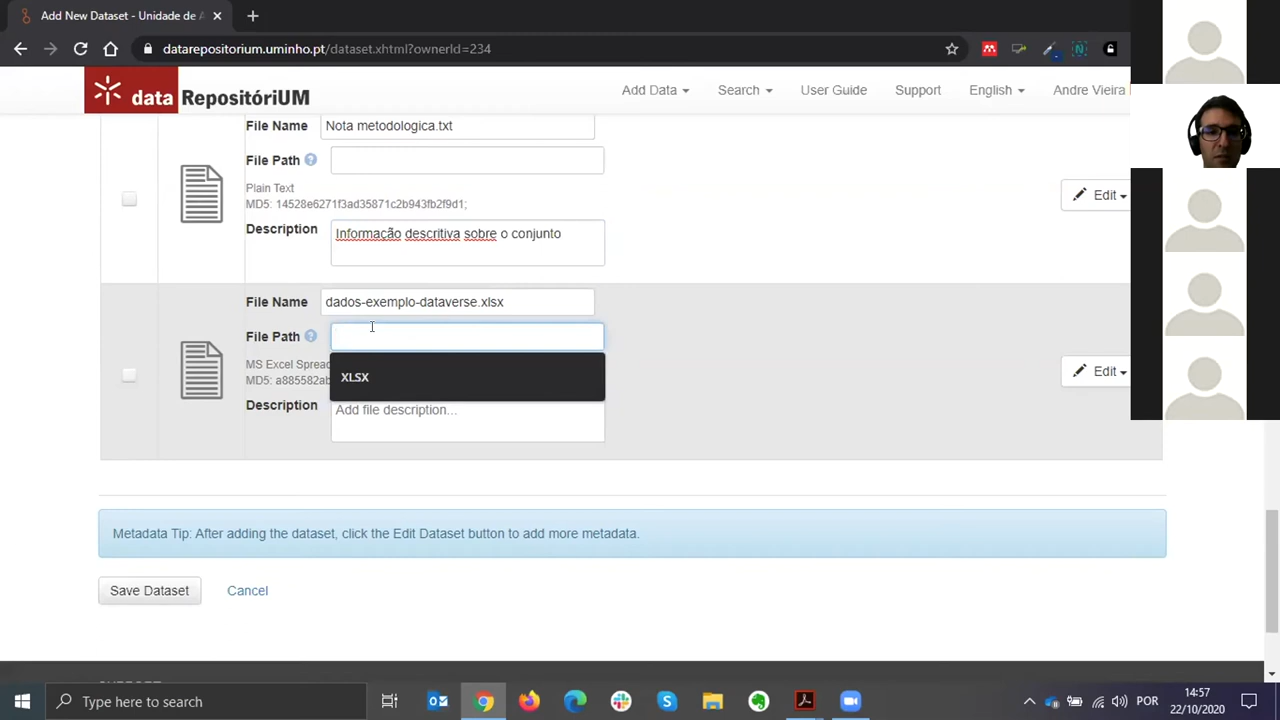 Add New Dataset - Unidade de A
datarepositorium.uminho.pt/dataset.xhtml?ownerId=234
data RepositóriUM
Add Data
Search
User Guide
Support
English
Andre Vieira
File Name Nota metodologica.txt
File Path ?
Plain Text
MD5: 14528e6271f3ad35871c2b943fb2f9d1;
Description Informação descritiva sobre o conjunto
Edit
File Name dados-exemplo-dataverse.xlsx
File Path ?
MS Excel Sprea
XLSX
MD5: a885582ab
Description Add file description...
Edit
Metadata Tip: After adding the dataset, click the Edit Dataset button to add more metadata.
Save Dataset Cancel
Type here to search
POR
14:57
22/10/2020